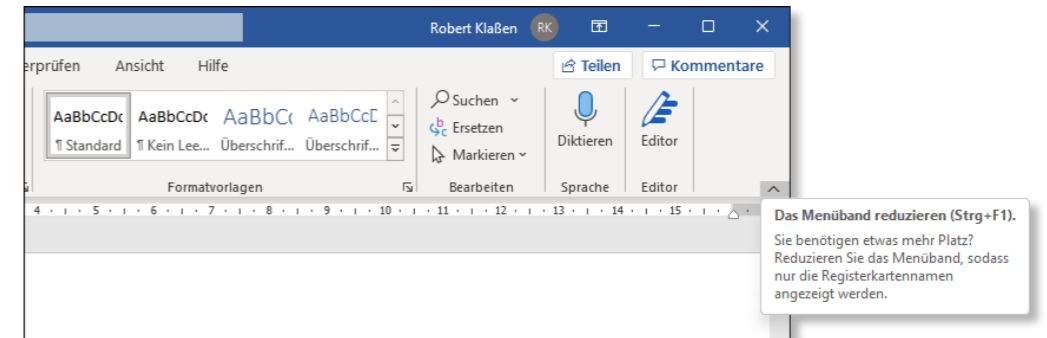 Robert Klaßen RK
erprüfen Ansicht Hilfe Teilen Kommentare
AaBbCcDc AaBbCcDc AaBbCc AaBbCcD
¶ Standard ¶ Kein Lee... Überschrif... Überschrif...
Suchen
Ersetzen
Markieren
Diktieren
Editor
Formatvorlagen Bearbeiten Sprache Editor
4 5 6 7 8 9 10 11 12 13 14 15
Das Menüband reduzieren (Strg+F1).
Sie benötigen etwas mehr Platz?
Reduzieren Sie das Menüband, sodass
nur die Registerkartennamen
angezeigt werden.